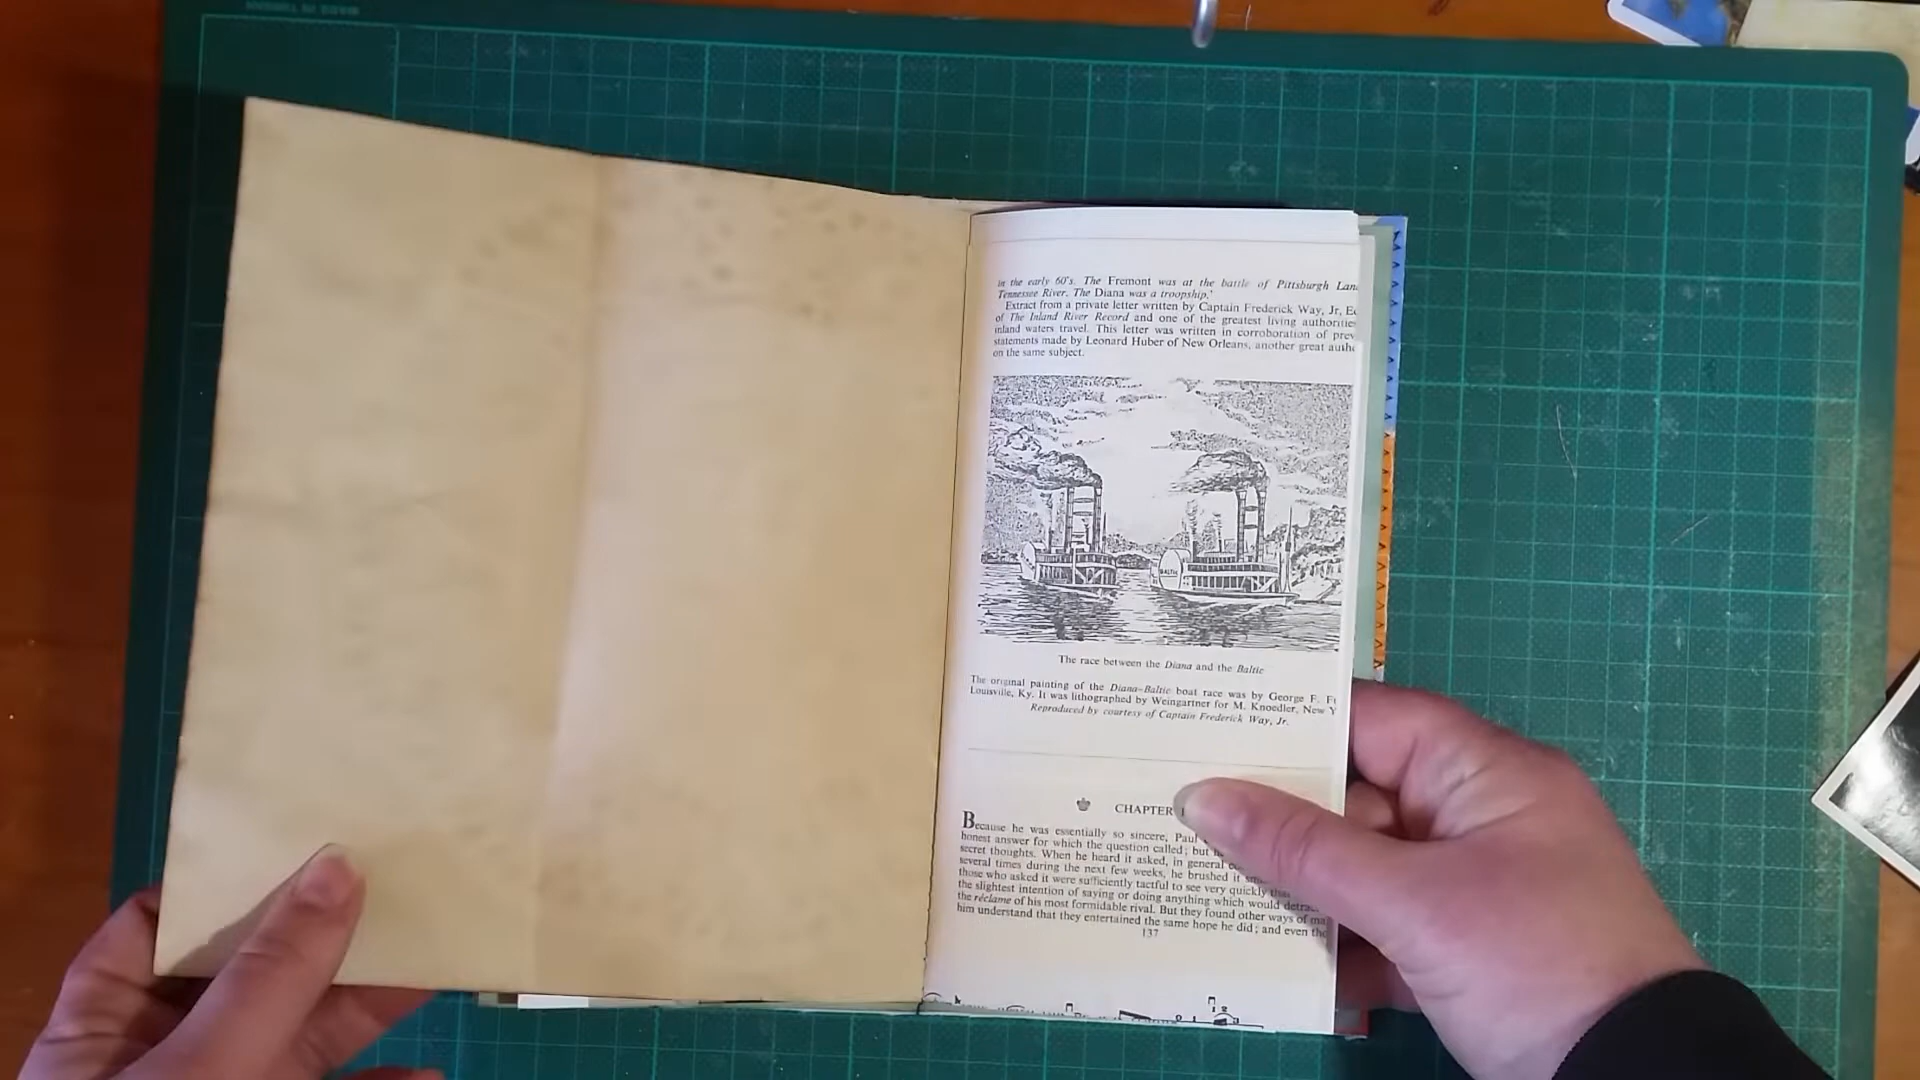 in the early 60's. The Fremont was at the battle of Pittsburgh Lan
Tennessee River. The Diana was a troopship.'
Extract from a private letter written by Captain Frederick Way, Jr, E
of The Inland River Record and one of the greatest living authoritie
inland waters travel. This letter was written in corroboration of prev
statements made by Leonard Huber of New Orleans, another great autho
on the same subject.
BALTIC
The race between the Diana and the Baltic
The original painting of the Diana-Baltic boat race was by George F. F
Louisville, Ky. It was lithographed by Weingartner for M. Knoedler, New Y
Reproduced by courtesy of Captain Frederick Way, Jr.
CHAPTER
Because he was essentially so sincere, Paul
honest answer for which the question called; but
secret thoughts. When he heard it asked, in general
several times during the next few weeks, he brushed it
those who asked it were sufficiently tactful to see very quickly
the slightest intention of saying or doing anything which would detrac
the réclame of his most formidable rival. But they found other ways of ma
him understand that they entertained the same hope he did; and even the
137